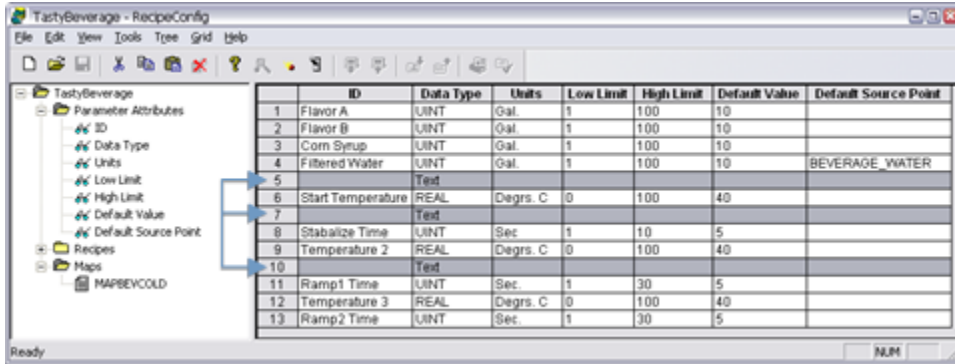 TastyBeverage - RecipeConfig
File Edit View Tools Tree Grid Help
TastyBeverage
Parameter Attributes
ID
Data Type
Units
Low Limit
High Limit
Default Value
Default Source Point
Recipes
Maps
MAPBEVCOLD
ID Data Type Units Low Limit High Limit Default Value Default Source Point
1 Flavor A UINT Gal. 1 100 10
2 Flavor B UINT Gal. 1 100 10
3 Corn Syrup UINT Gal. 1 100 10
4 Filtered Water UINT Gal. 1 100 10 BEVERAGE_WATER
5 Text
6 Start Temperature REAL Degrs. C 0 100 40
7 Text
8 Stabalize Time UINT Sec 1 10 5
9 Temperature 2 REAL Degrs. C 0 100 40
10 Text
11 Ramp1 Time UINT Sec. 1 30 5
12 Temperature 3 REAL Degrs. C 0 100 40
13 Ramp2 Time UINT Sec. 1 30 5
Ready NUM